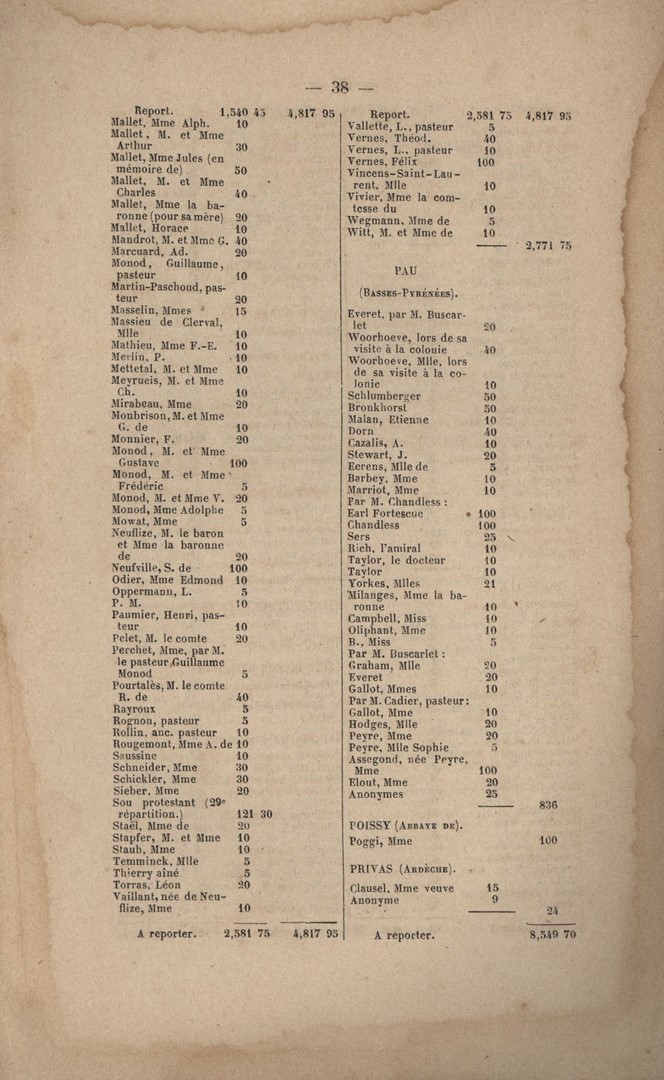 — 38 —
Report. 1,540 45 4,817 95
Mallet, Mme Alph. 10
Mallet, M. et Mme
Arthur 30
Mallet, Mme Jules (en
mémoire de) 50
Mallet, M. et Mme
Charles 40
Mallet, Mme la ba-
ronne (pour sa mère) 20
Mallet, Horace 10
Mandrot, M. et Mme G. 40
Marcuard, Ad. 20
Monod, Guillaume,
pasteur 10
Martin-Paschoud, pas-
teur 20
Masselin, Mmes 15
Massieu de Clerval,
Mlle 10
Mathieu, Mme F.-E. 10
Merlin, P. 10
Mettetal, M. et Mme 10
Meyrueis, M. et Mme
Ch. 10
Mirabeau, Mme 20
Monbrison, M. et Mme
G. de 10
Monnier, F. 20
Monod, M. et Mme
Gustave 100
Monod, M. et Mme
Frédéric 5
Monod, M. et Mme V. 20
Monod, Mme Adolphe 5
Mowat, Mme 5
Neuflize, M. le baron
et Mme la baronne
de 20
Neufville, S. de 100
Odier, Mme Edmond 10
Oppermann, L. 5
P. M. 10
Paumier, Henri, pas-
teur 10
Pelet, M. le comte 20
Perchet, Mme, par M.
le pasteur Guillaume
Monod 5
Pourtalès, M. le comte
R. de 40
Rayroux 5
Rognon, pasteur 5
Rollin, anc. pasteur 10
Rougemont, Mme A. de 10
Saussine 10
Schneider, Mme 30
Schickler, Mme 30
Sieber, Mme 20
Sou protestant (29e
répartition.) 121 30
Staël, Mme de 20
Stapfer, M. et Mme 10
Staub, Mme 10
Temminck, Mlle 5
Thierry aîné 5
Torras, Léon 20
Vaillant, née de Neu-
flize, Mme 10
A reporter. 2,581 75 4,817 95
Report. 2,581 75 4,817 95
Vallette, L., pasteur 5
Vernes, Théod. 40
Vernes, L., pasteur 10
Vernes, Félix 100
Vincens-Saint-Lau-
rent, Mlle 10
Vivier, Mme la com-
tesse du 10
Wegmann, Mme de 5
Witt, M. et Mme de 10
2,771 75
PAU
(BASSES-PYRÉNÉES).
Everet, par M. Buscar-
let 20
Woorhoeve, lors de sa
visite à la colonie 40
Woorhoeve, Mlle, lors
de sa visite à la co-
lonie 10
Schlumberger 50
Bronkhorst 50
Malan, Etienne 10
Dorn 40
Cazalis, A. 10
Stewart, J. 20
Eerens, Mlle de 5
Barbey, Mme 10
Marriot, Mme 10
Par M. Chandless :
Earl Fortescue 100
Chandless 100
Sers 25
Rich, l'amiral 10
Taylor, le docteur 10
Taylor 10
Yorkes, Mlles 21
Milanges, Mme la ba-
ronne 10
Campbell, Miss 10
Oliphant, Mme 10
B., Miss 5
Par M. Buscarlet :
Graham, Mlle 20
Everet 20
Gallot, Mmes 10
Par M. Cadier, pasteur :
Gallot, Mme 10
Hodges, Mlle 20
Peyre, Mme 20
Peyre, Mlle Sophie 5
Assegond, née Peyre,
Mme 100
Elout, Mme 20
Anonymes 25
836
POISSY (ABBAYE DE).
Poggi, Mme 100
PRIVAS (ARDÈCHE).
Clausel, Mme veuve 15
Anonyme 9
24
A reporter. 8,549 70